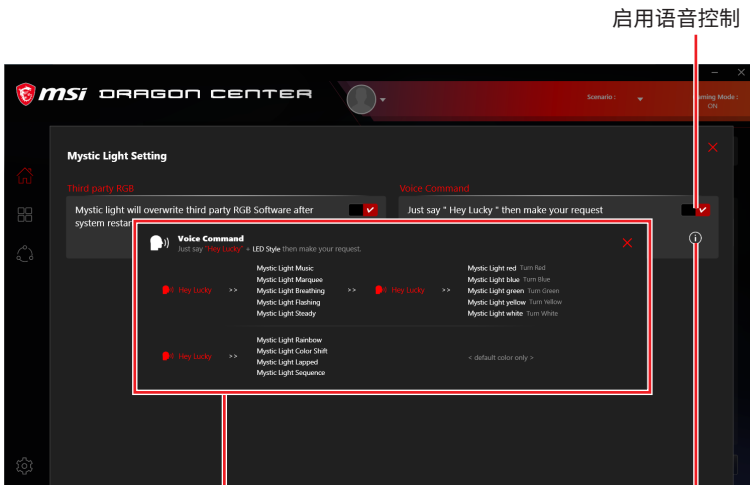 启用语音控制
msi DRAGON CENTER
Scenario :
Gaming Mode :
ON
Mystic Light Setting
Third party RGB
Voice Command
Mystic light will overwrite third party RGB Software after
system restar
Just say " Hey Lucky " then make your request
Voice Command
Just say "Hey Lucky" + LED Style then make your request.
Hey Lucky >>
Mystic Light Music
Mystic Light Marquee
Mystic Light Breathing
Mystic Light Flashing
Mystic Light Steady
>> Hey Lucky >>
Mystic Light red Turn Red
Mystic Light blue Turn Blue
Mystic Light green Turn Green
Mystic Light yellow Turn Yellow
Mystic Light white Turn White
Hey Lucky >>
Mystic Light Rainbow
Mystic Light Color Shift
Mystic Light Lapped
Mystic Light Sequence
< default color only >